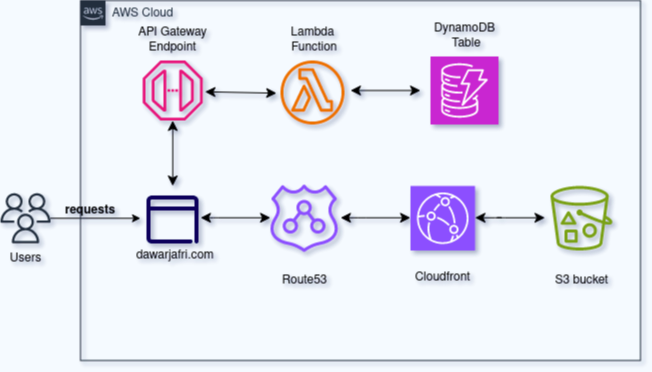 aws
AWS Cloud
API Gateway
Endpoint
Lambda
Function
DynamoDB
Table
requests
Users
dawarjafri.com
Route53
Cloudfront
S3 bucket